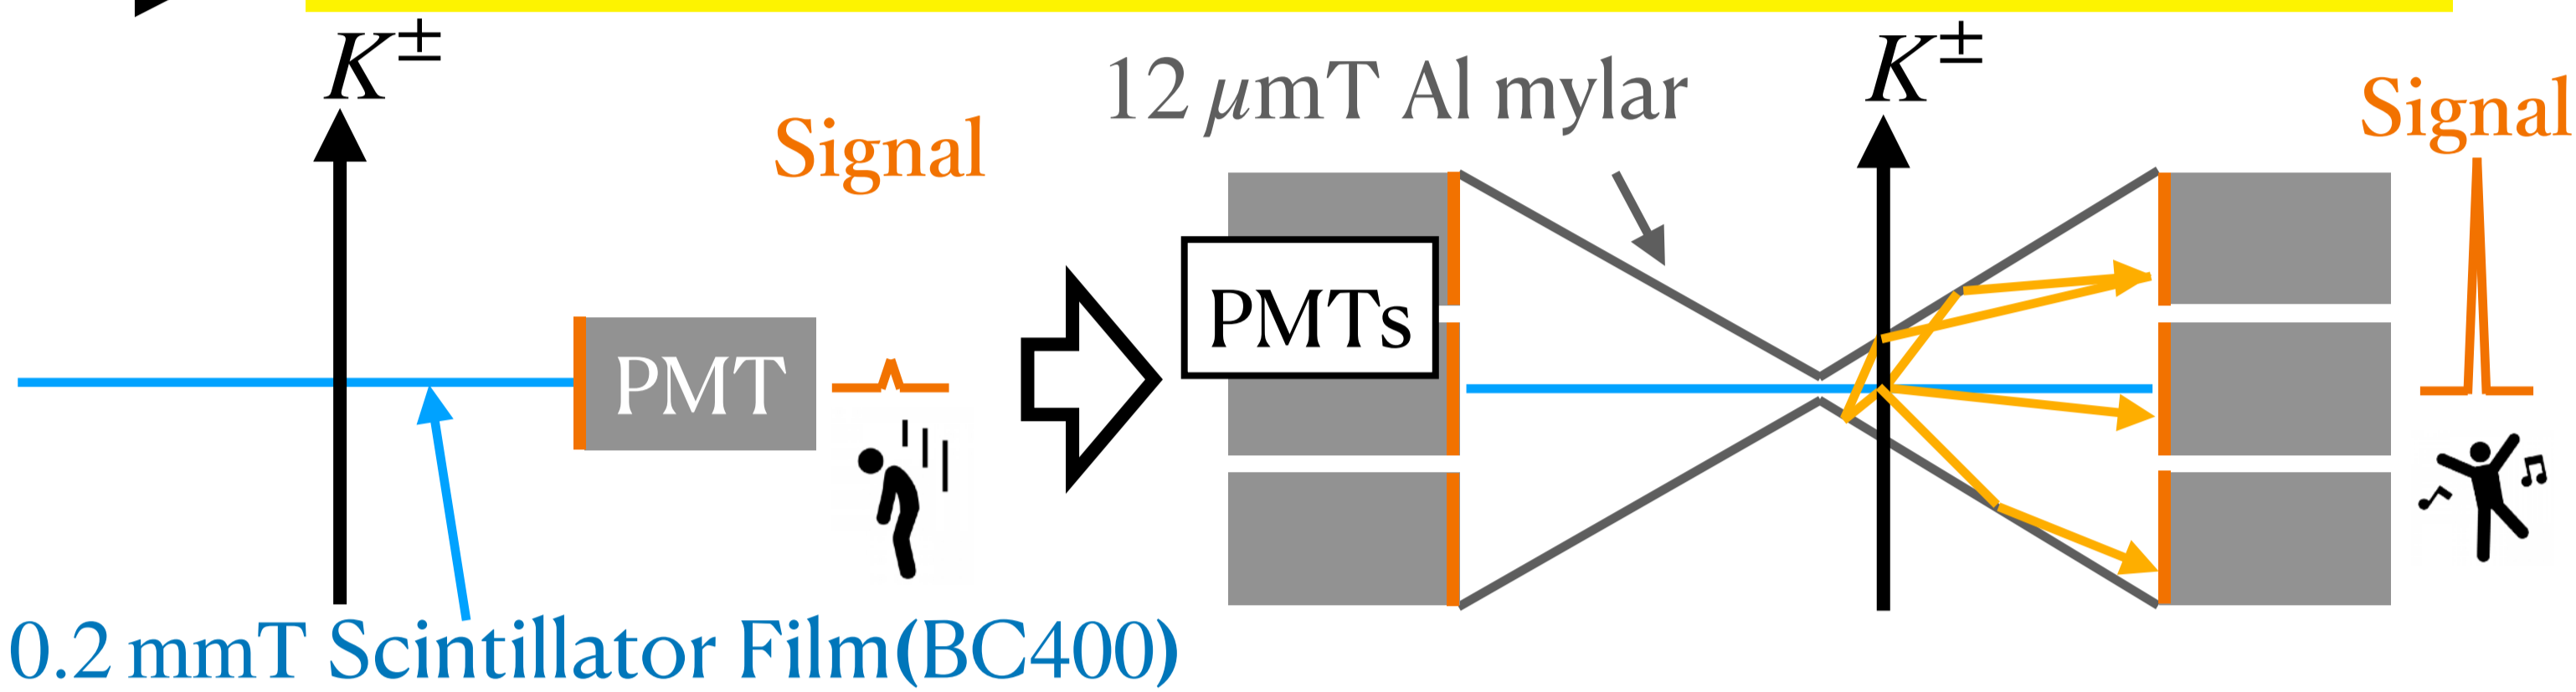 K±
Signal
PMT
0.2 mmT Scintillator Film(BC400)
12 μmT Al mylar
K±
Signal
PMTs